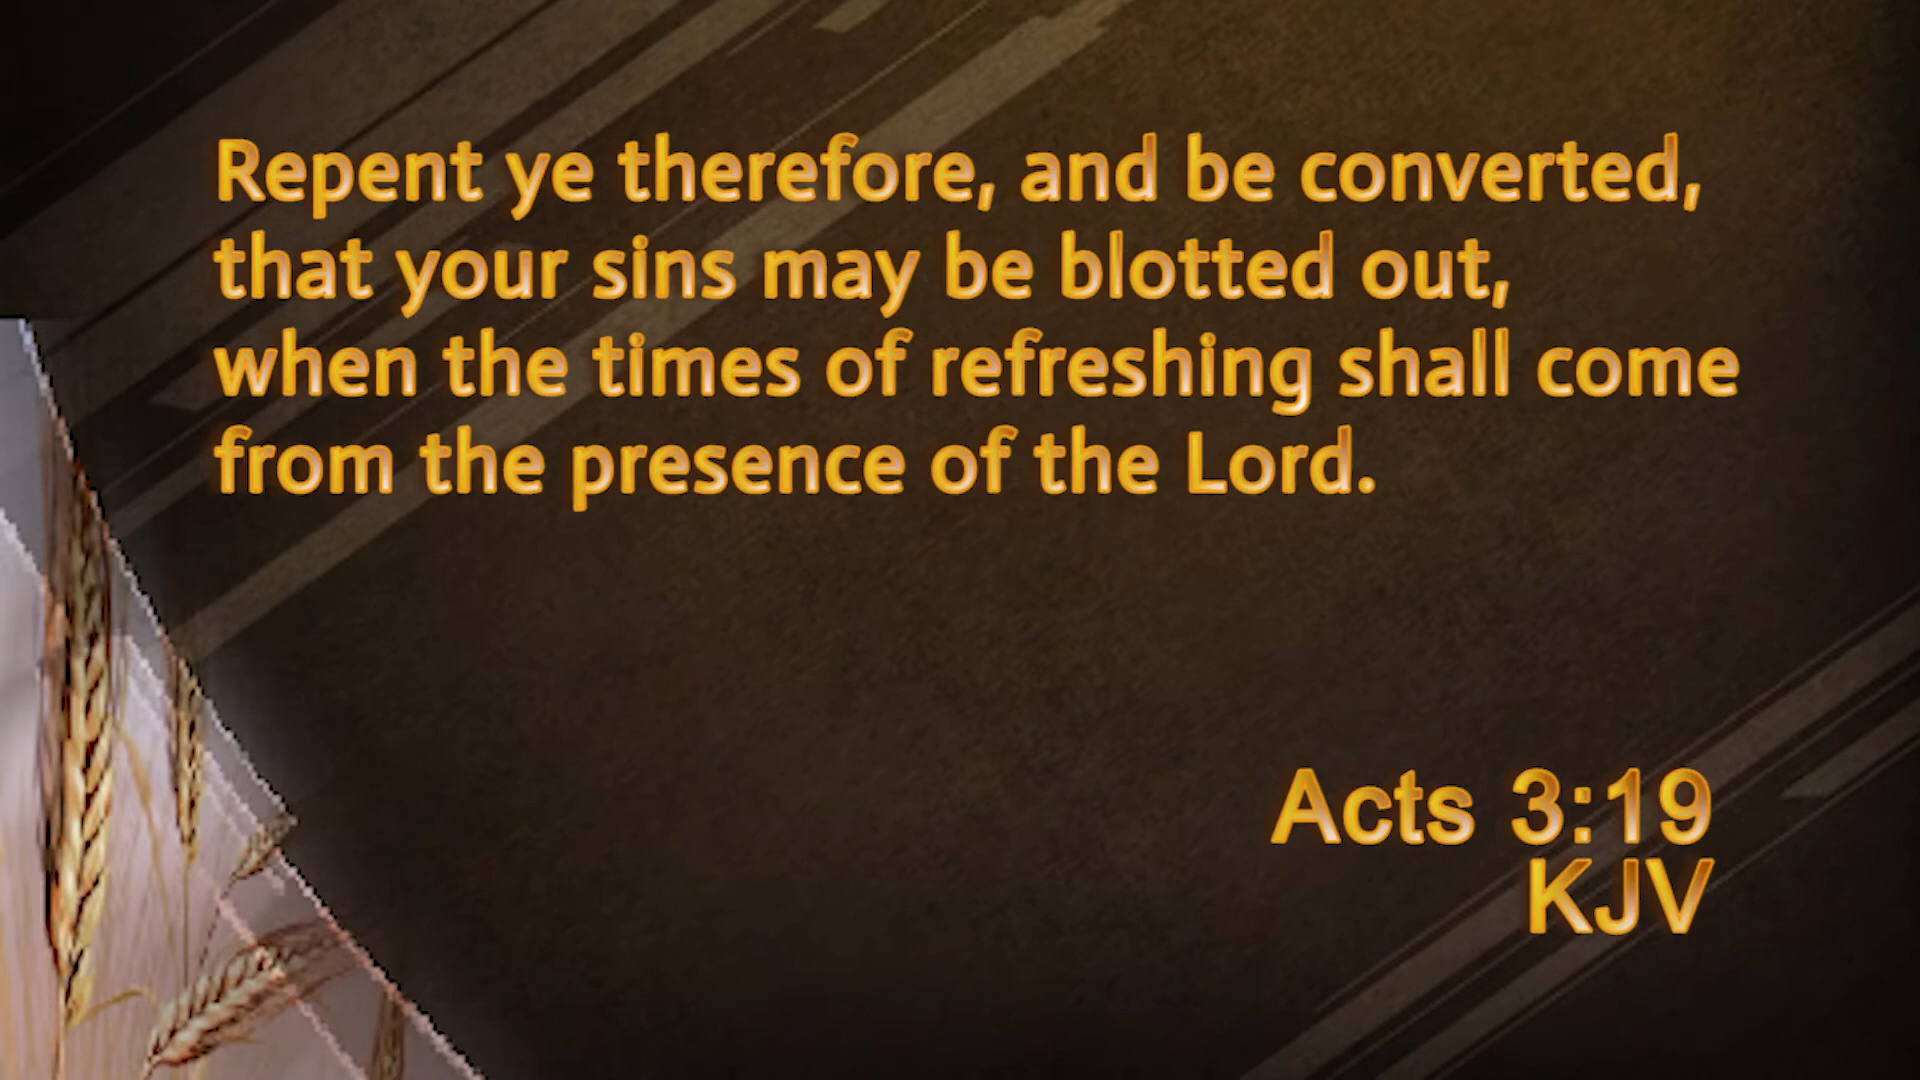 Repent ye therefore, and be converted,
that your sins may be blotted out,
when the times of refreshing shall come
from the presence of the Lord.
Acts 3:19
KJV